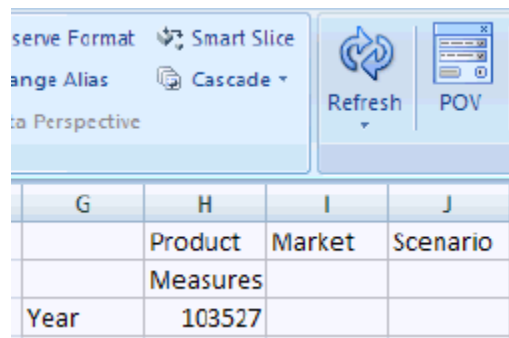 serve Format Smart Slice
ange Alias Cascade
Refresh POV
ta Perspective
G H I J
Product Market Scenario
Measures
Year 103527